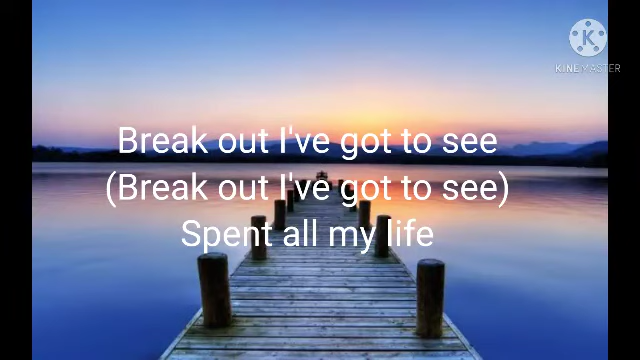 KINEMASTER
Break out I've got to see
(Break out I've got to see)
Spent all my life